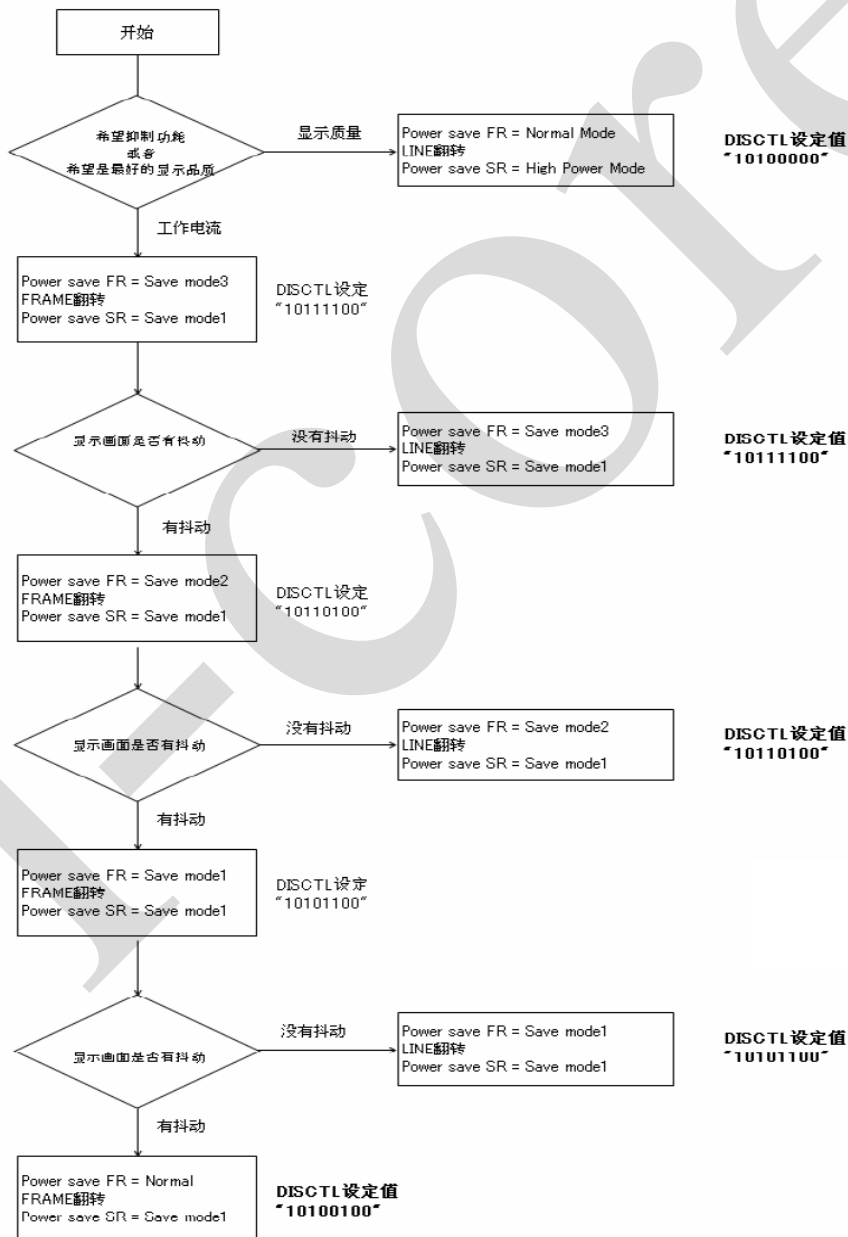 开始
希望抑制功能
或者
希望是最好的显示品质
显示质量
Power save FR = Normal Mode
LINE翻转
Power save SR = High Power Mode
DISCTL设定值
"10100000"
工作电流
Power save FR = Save mode3
FRAME翻转
Power save SR = Save mode1
DISCTL设定
"10111100"
显示画面是否有抖动
没有抖动
Power save FR = Save mode3
LINE翻转
Power save SR = Save mode1
DISCTL设定值
"10111100"
有抖动
Power save FR = Save mode2
FRAME翻转
Power save SR = Save mode1
DISCTL设定
"10110100"
显示画面是否有抖动
没有抖动
Power save FR = Save mode2
LINE翻转
Power save SR = Save mode1
DISCTL设定值
"10110100"
有抖动
Power save FR = Save mode1
FRAME翻转
Power save SR = Save mode1
DISCTL设定
"10101100"
显示画面是否有抖动
没有抖动
Power save FR = Save mode1
LINE翻转
Power save SR = Save mode1
DISCTL设定值
"10101100"
有抖动
Power save FR = Normal
FRAME翻转
Power save SR = Save mode1
DISCTL设定值
"10100100"